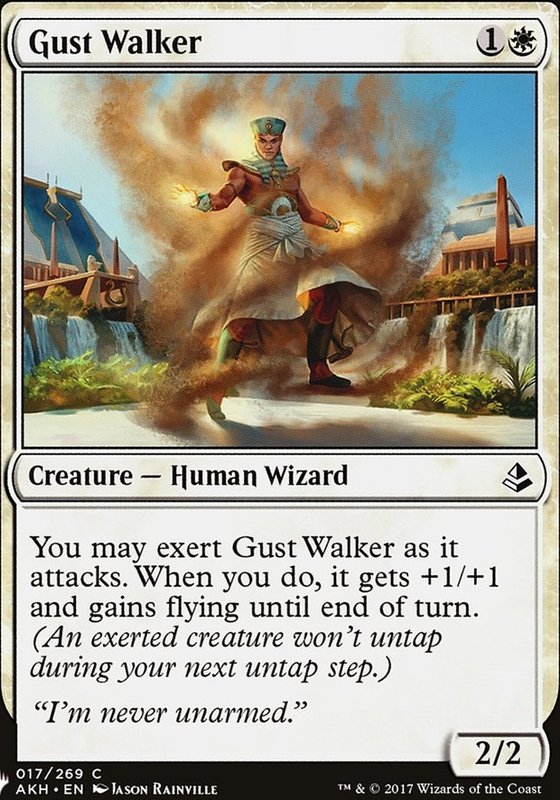 Gust Walker 1
Creature — Human Wizard
You may exert Gust Walker as it
attacks. When you do, it gets +1/+1
and gains flying until end of turn.
(An exerted creature won't untap
during your next untap step.)
"I'm never unarmed."
2/2
017/269 C
AKH • EN Jason Rainville
™ & © 2017 Wizards of the Coast